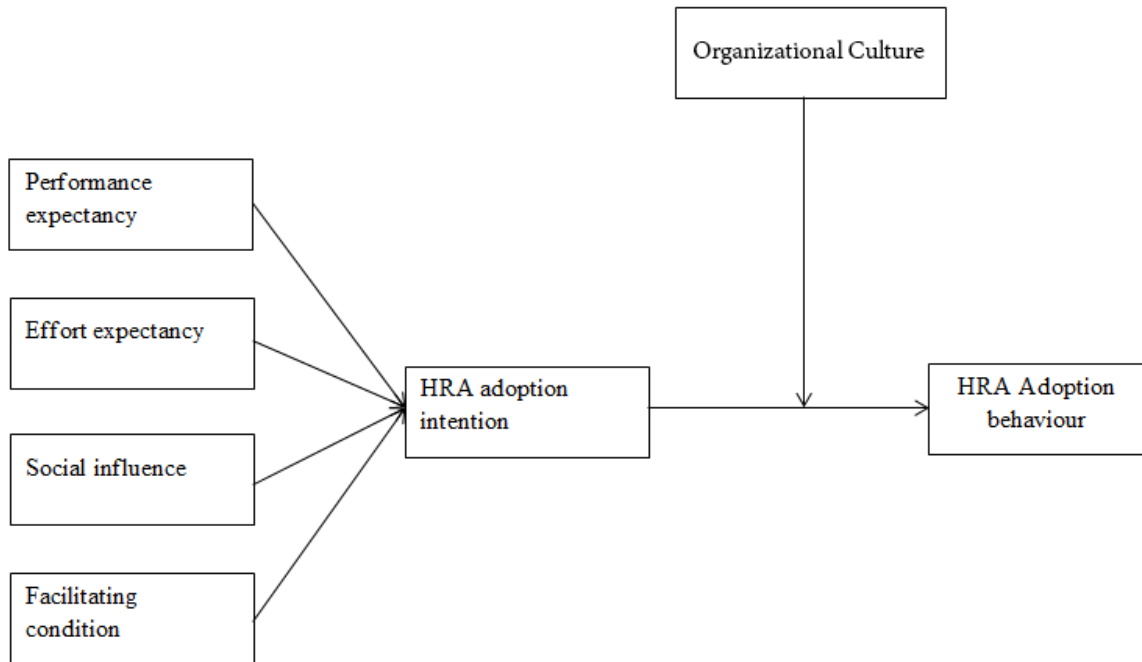 Organizational Culture
Performance
expectancy
Effort expectancy
Social influence
Facilitating
condition
HRA adoption
intention
HRA Adoption
behaviour